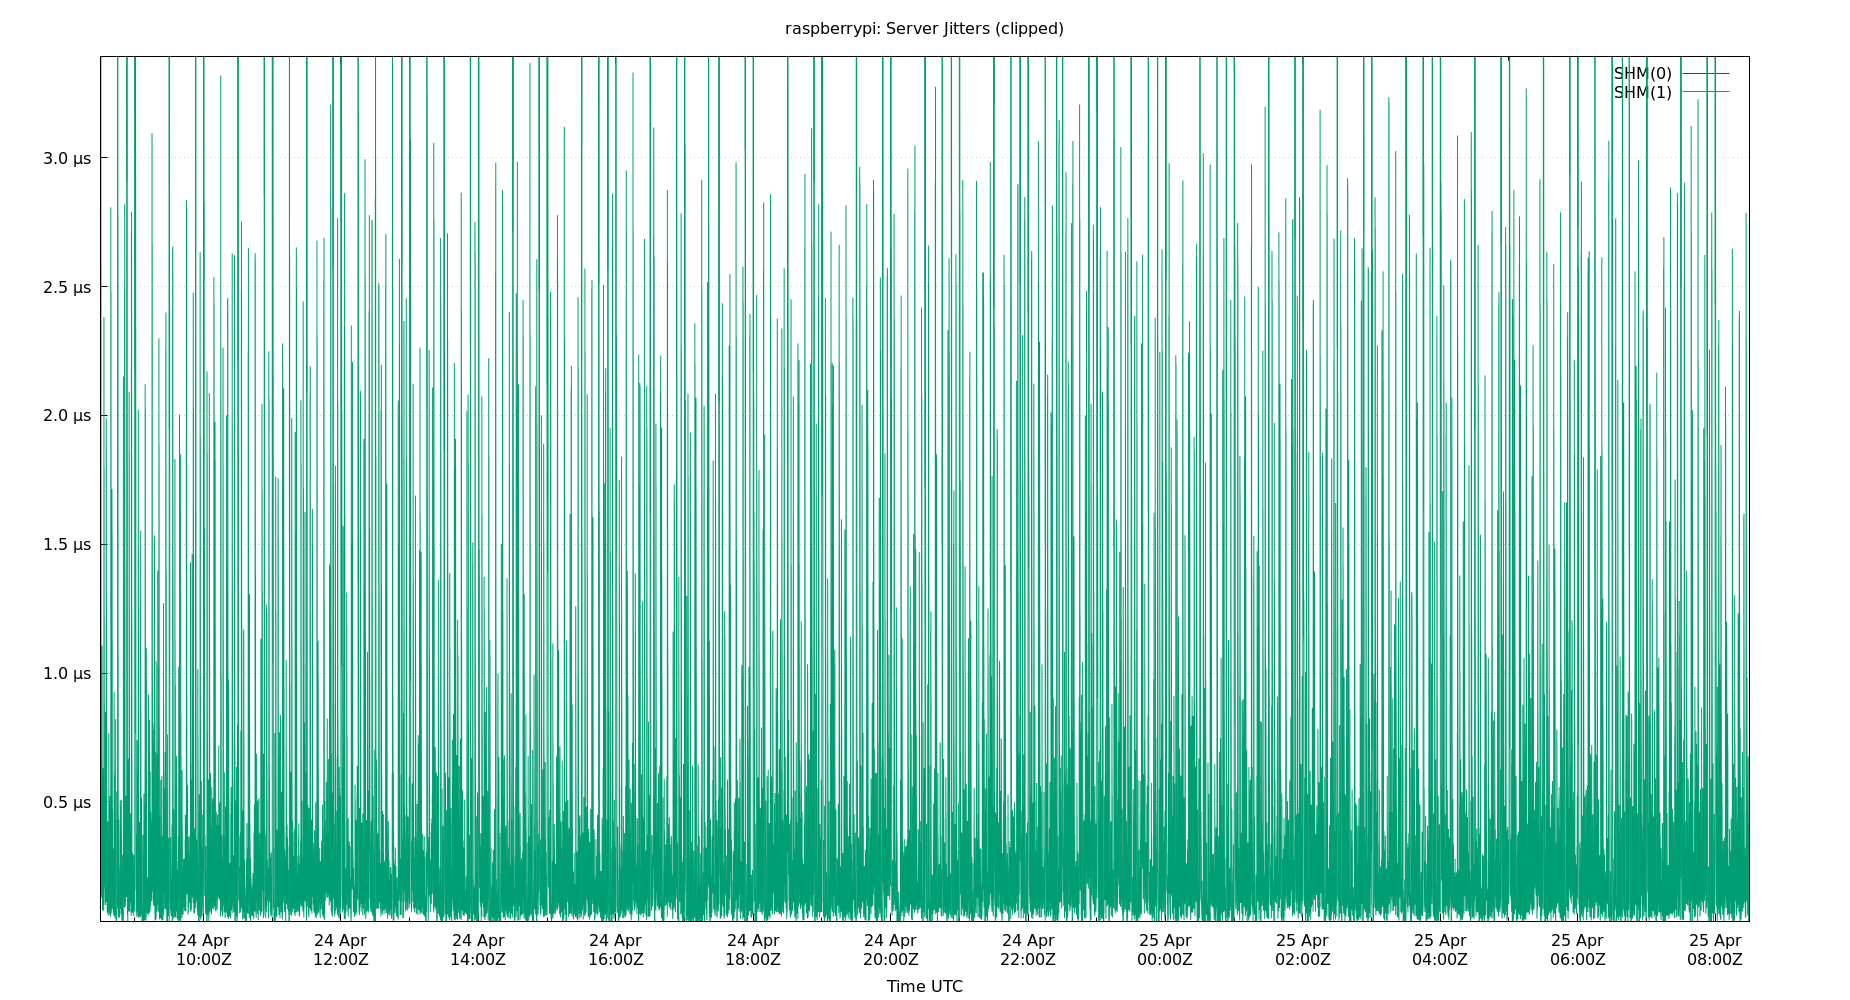 raspberrypi: Server Jitters (clipped)
SHM(0)
SHM(1)
3.0 µs
2.5 µs
2.0 µs
1.5 µs
1.0 µs
0.5 µs
24 Apr 24 Apr 24 Apr 24 Apr 24 Apr 24 Apr 24 Apr 25 Apr 25 Apr 25 Apr 25 Apr 25 Apr
10:00Z 12:00Z 14:00Z 16:00Z 18:00Z 20:00Z 22:00Z 00:00Z 02:00Z 04:00Z 06:00Z 08:00Z
Time UTC